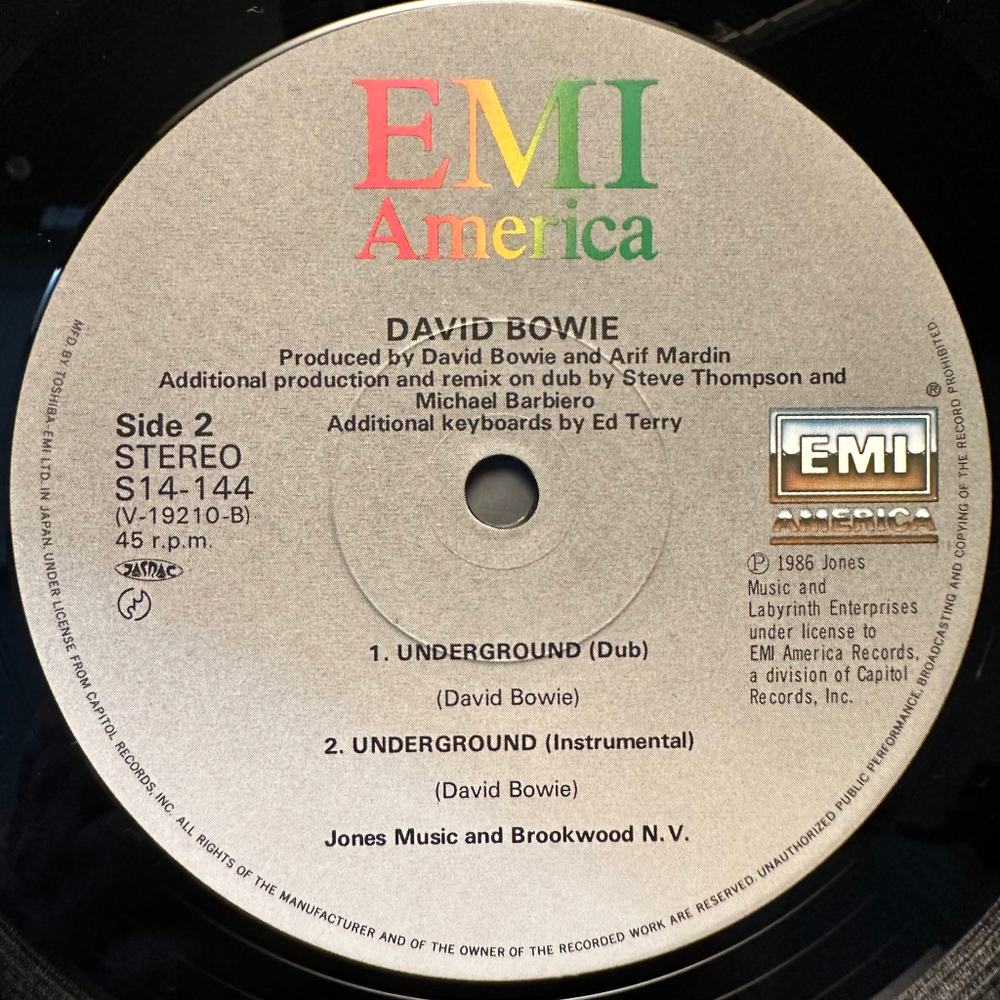 EMI
America
DAVID BOWIE
Produced by David Bowie and Arif Mardin
Additional production and remix on dub by Steve Thompson and
Michael Barbiero
Additional keyboards by Ed Terry
Side 2
STEREO
S14-144
(V-19210-B)
45 r.p.m.
JASRAC
®
EMI
AMERICA
Ⓟ 1986 Jones
Music and
Labyrinth Enterprises
under license to
EMI America Records,
a division of Capitol
Records, Inc.
1. UNDERGROUND (Dub)
(David Bowie)
2. UNDERGROUND (Instrumental)
(David Bowie)
Jones Music and Brookwood N.V.
MFD. BY TOSHIBA EMI LTD. IN JAPAN. UNDER LICENSE FROM CAPITOL RECORDS, INC. ALL RIGHTS OF THE MANUFACTURER AND OF THE OWNER OF THE RECORDED WORK ARE RESERVED. UNAUTHORIZED PUBLIC PERFORMANCE, BROADCASTING AND COPYING OF THE RECORD PROHIBITED.